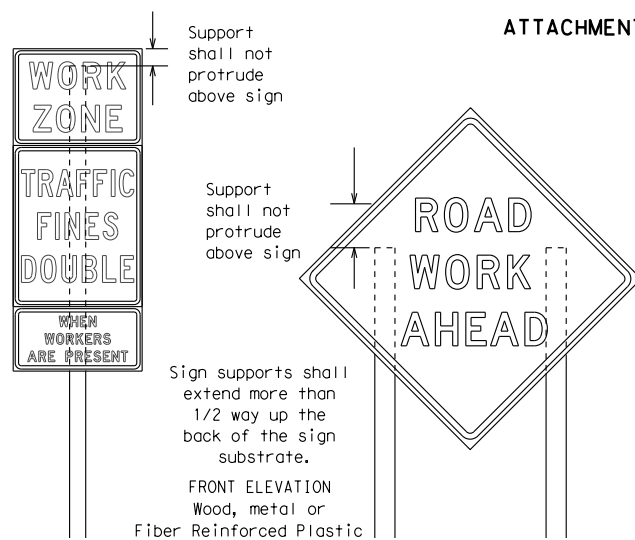 ATTACHMENT
Support
shall not
protrude
above sign
WORK
ZONE
TRAFFIC
FINES
DOUBLE
WHEN
WORKERS
ARE PRESENT
Support
shall not
protrude
above sign
ROAD
WORK
AHEAD
Sign supports shall
extend more than
1/2 way up the
back of the sign
substrate.
FRONT ELEVATION
Wood, metal or
Fiber Reinforced Plastic